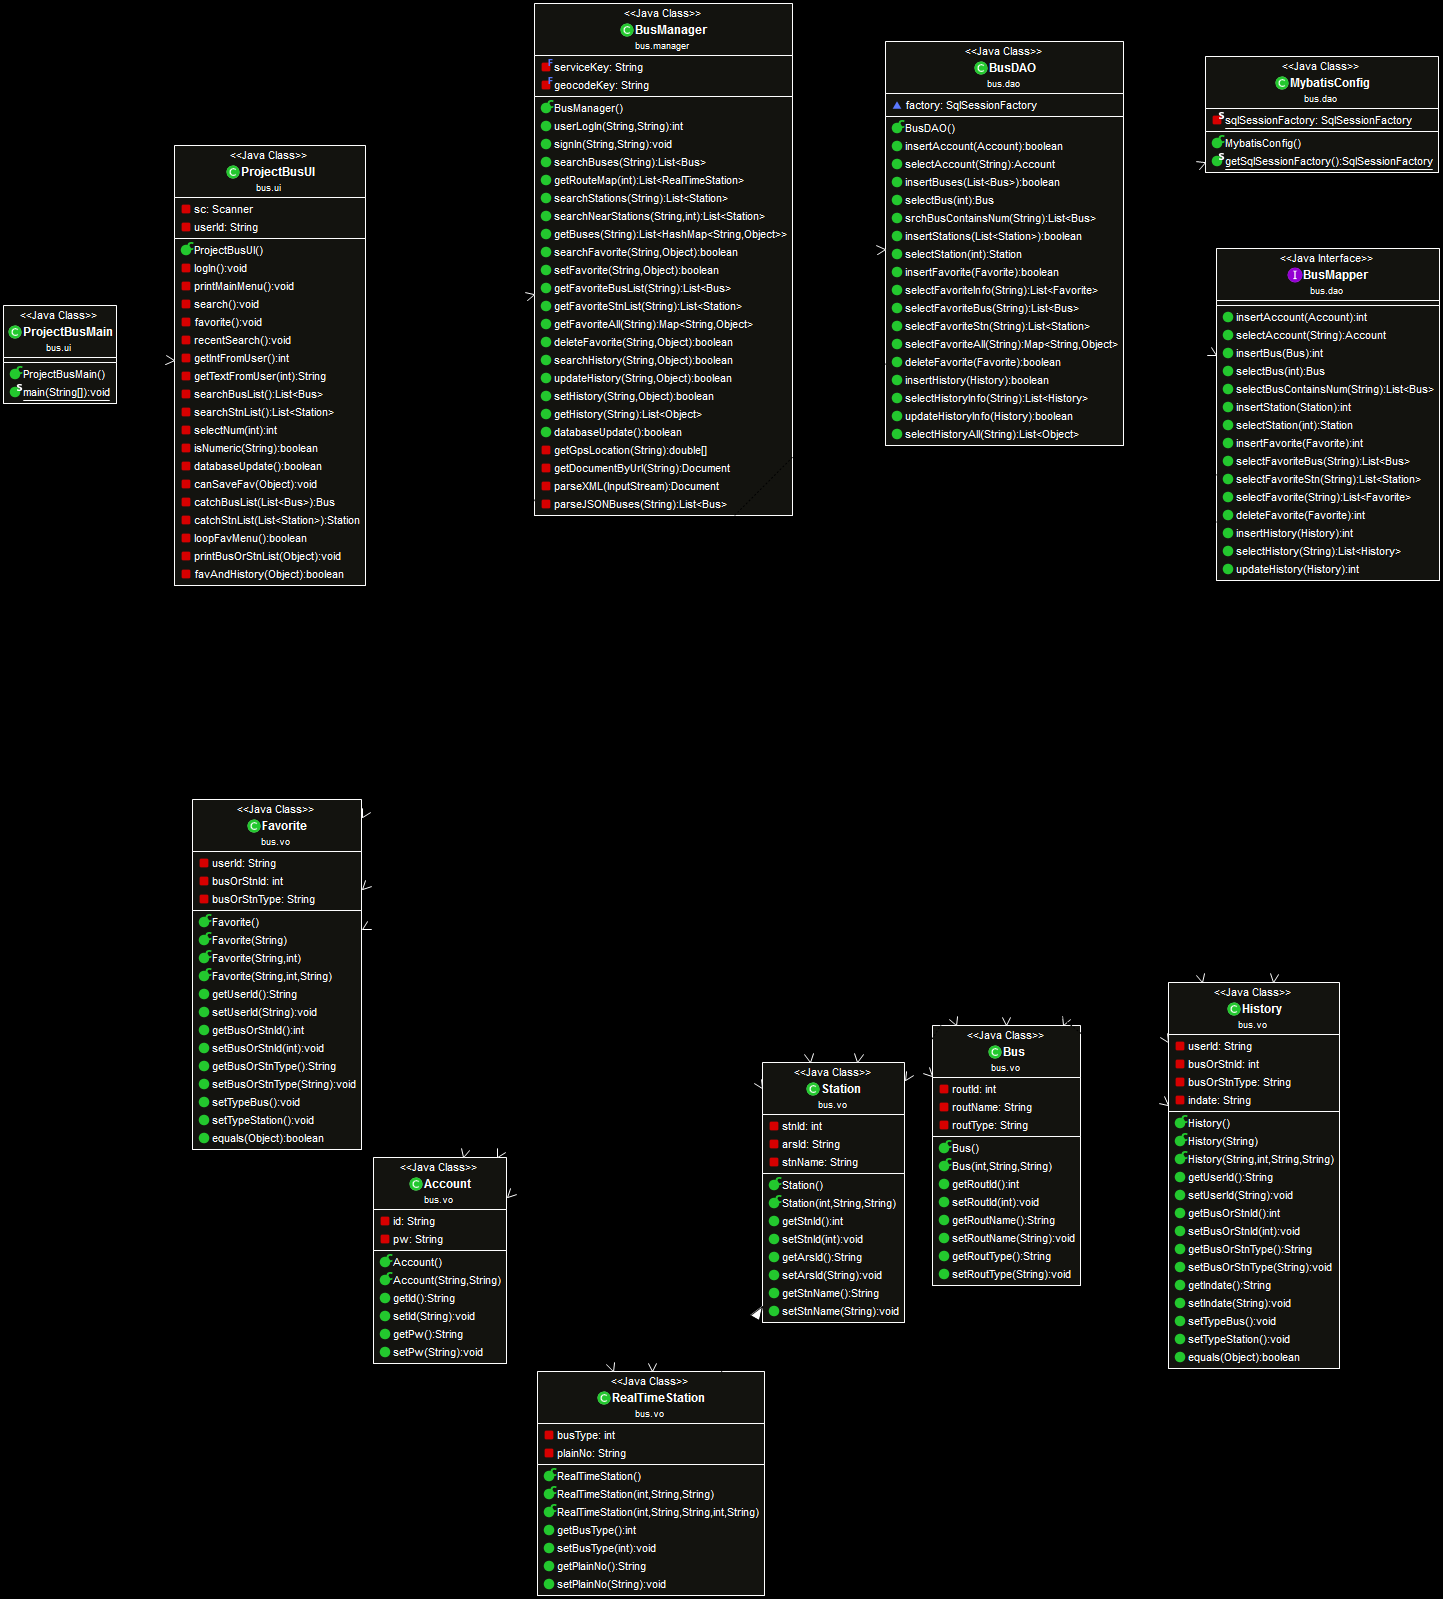 <<Java Class>>
ProjectBusMain
bus.ui
ProjectBusMain()
main(String[]):void
<<Java Class>>
ProjectBusUI
bus.ui
sc: Scanner
userId: String
ProjectBusUI()
logIn():void
printMainMenu():void
search():void
favorite():void
recentSearch():void
getIntFromUser():int
getTextFromUser(int):String
searchBusList():List<Bus>
searchStnList():List<Station>
selectNum(int):int
isNumeric(String):boolean
databaseUpdate():boolean
canSaveFav(Object):void
catchBusList(List<Bus>):Bus
catchStnList(List<Station>):Station
loopFavMenu():boolean
printBusOrStnList(Object):void
favAndHistory(Object):boolean
<<Java Class>>
BusManager
bus.manager
serviceKey: String
geocodeKey: String
BusManager()
userLogIn(String,String):int
signIn(String,String):void
searchBuses(String):List<Bus>
getRouteMap(int):List<RealTimeStation>
searchStations(String):List<Station>
searchNearStations(String,int):List<Station>
getBuses(String):List<HashMap<String,Object>>
searchFavorite(String,Object):boolean
setFavorite(String,Object):boolean
getFavoriteBusList(String):List<Bus>
getFavoriteStnList(String):List<Station>
getFavoriteAll(String):Map<String,Object>
deleteFavorite(String,Object):boolean
searchHistory(String,Object):boolean
updateHistory(String,Object):boolean
setHistory(String,Object):boolean
getHistory(String):List<Object>
databaseUpdate():boolean
getGpsLocation(String):double[]
getDocumentByUrl(String):Document
parseXML(InputStream):Document
parseJSONBuses(String):List<Bus>
<<Java Class>>
BusDAO
bus.dao
factory: SqlSessionFactory
BusDAO()
insertAccount(Account):boolean
selectAccount(String):Account
insertBuses(List<Bus>):boolean
selectBus(int):Bus
srchBusContainsNum(String):List<Bus>
insertStations(List<Station>):boolean
selectStation(int):Station
insertFavorite(Favorite):boolean
selectFavoriteInfo(String):List<Favorite>
selectFavoriteBus(String):List<Bus>
selectFavoriteStn(String):List<Station>
selectFavoriteAll(String):Map<String,Object>
deleteFavorite(Favorite):boolean
insertHistory(History):boolean
selectHistoryInfo(String):List<History>
updateHistoryInfo(History):boolean
selectHistoryAll(String):List<Object>
<<Java Class>>
MybatisConfig
bus.dao
sqlSessionFactory: SqlSessionFactory
MybatisConfig()
getSqlSessionFactory():SqlSessionFactory
<<Java Interface>>
BusMapper
bus.dao
insertAccount(Account):int
selectAccount(String):Account
insertBus(Bus):int
selectBus(int):Bus
selectBusContainsNum(String):List<Bus>
insertStation(Station):int
selectStation(int):Station
insertFavorite(Favorite):int
selectFavoriteBus(String):List<Bus>
selectFavoriteStn(String):List<Station>
selectFavorite(String):List<Favorite>
deleteFavorite(Favorite):int
insertHistory(History):int
selectHistory(String):List<History>
updateHistory(History):int
<<Java Class>>
Favorite
bus.vo
userId: String
busOrStnId: int
busOrStnType: String
Favorite()
Favorite(String)
Favorite(String,int)
Favorite(String,int,String)
getUserId():String
setUserId(String):void
getBusOrStnId():int
setBusOrStnId(int):void
getBusOrStnType():String
setBusOrStnType(String):void
setTypeBus():void
setTypeStation():void
equals(Object):boolean
<<Java Class>>
Account
bus.vo
id: String
pw: String
Account()
Account(String,String)
getId():String
setId(String):void
getPw():String
setPw(String):void
<<Java Class>>
RealTimeStation
bus.vo
busType: int
plainNo: String
RealTimeStation()
RealTimeStation(int,String,String)
RealTimeStation(int,String,String,int,String)
getBusType():int
setBusType(int):void
getPlainNo():String
setPlainNo(String):void
<<Java Class>>
Station
bus.vo
stnId: int
arsId: String
stnName: String
Station()
Station(int,String,String)
getStnId():int
setStnId(int):void
getArsId():String
setArsId(String):void
getStnName():String
setStnName(String):void
<<Java Class>>
Bus
bus.vo
routId: int
routName: String
routType: String
Bus()
Bus(int,String,String)
getRoutId():int
setRoutId(int):void
getRoutName():String
setRoutName(String):void
getRoutType():String
setRoutType(String):void
<<Java Class>>
History
bus.vo
userId: String
busOrStnId: int
busOrStnType: String
indate: String
History()
History(String)
History(String,int,String,String)
getUserId():String
setUserId(String):void
getBusOrStnId():int
setBusOrStnId(int):void
getBusOrStnType():String
setBusOrStnType(String):void
getIndate():String
setIndate(String):void
setTypeBus():void
setTypeStation():void
equals(Object):boolean